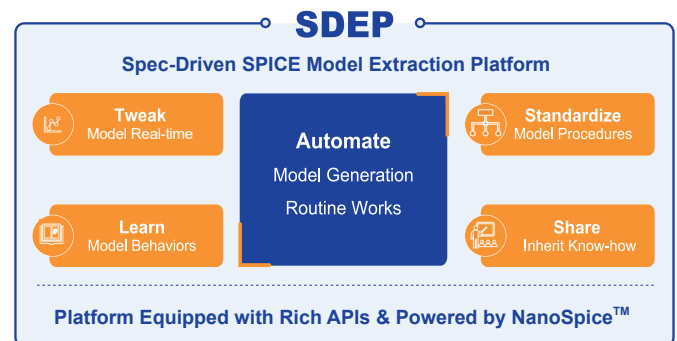 SDEP
Spec-Driven SPICE Model Extraction Platform
Tweak
Model Real-time
Automate
Model Generation
Routine Works
Standardize
Model Procedures
Learn
Model Behaviors
Share
Inherit Know-how
Platform Equipped with Rich APIs & Powered by NanoSpice™